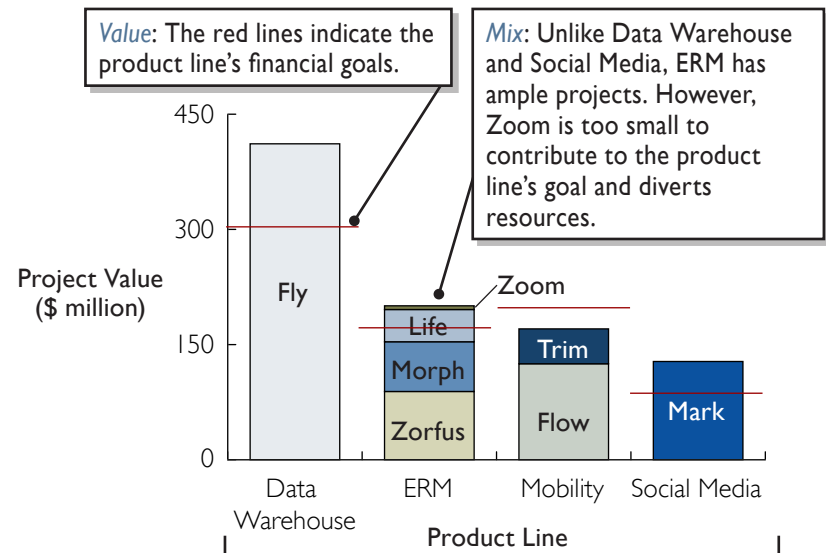 Value: The red lines indicate the
product line's financial goals.
Mix: Unlike Data Warehouse
and Social Media, ERM has
ample projects. However,
Zoom is too small to
contribute to the product
line's goal and diverts
resources.
450
300
150
0
Project Value
($ million)
Fly
Zoom
Life
Morph
Zorfus
Trim
Flow
Mark
Data
Warehouse
ERM
Mobility
Social Media
Product Line